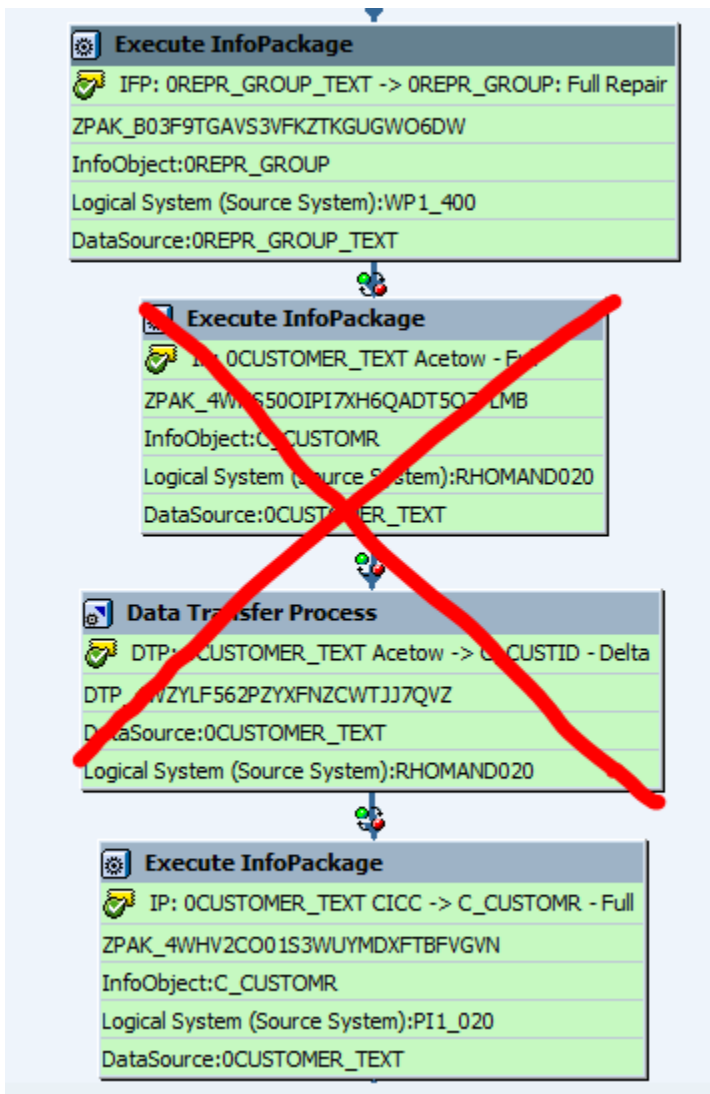 Execute InfoPackage
IFP: 0REPR_GROUP_TEXT -> 0REPR_GROUP: Full Repair
ZPAK_B03F9TGAVS3VFKZTKGUGWO6DW
InfoObject:0REPR_GROUP
Logical System (Source System):WP1_400
DataSource:0REPR_GROUP_TEXT
Execute InfoPackage
0CUSTOMER_TEXT Acetow -
InfoObject:C_CUSTOMR
Logical System (Source System):RHOMAND020
DataSource:0CUSTOMER_TEXT
Data Transfer Process
DTP: 0CUSTOMER_TEXT Acetow -> C_CUSTID - Delta
DataSource:0CUSTOMER_TEXT
Logical System (Source System):RHOMAND020
Execute InfoPackage
IP: 0CUSTOMER_TEXT CICC -> C_CUSTOMR - Full
ZPAK_4WHV2CO01S3WUYMDXFTBFVGVN
InfoObject:C_CUSTOMR
Logical System (Source System):PI1_020
DataSource:0CUSTOMER_TEXT